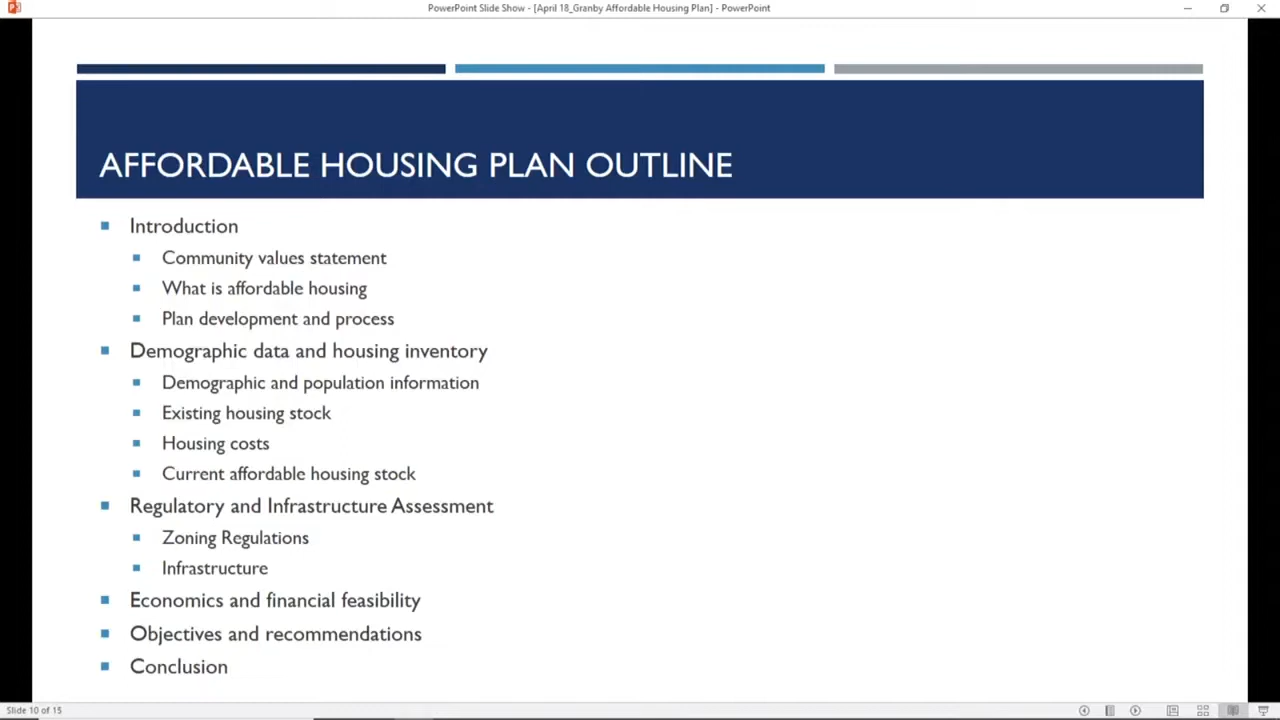 PowerPoint Slide Show - [April 18_Granby Affordable Housing Plan] - PowerPoint
AFFORDABLE HOUSING PLAN OUTLINE
Introduction
Community values statement
What is affordable housing
Plan development and process
Demographic data and housing inventory
Demographic and population information
Existing housing stock
Housing costs
Current affordable housing stock
Regulatory and Infrastructure Assessment
Zoning Regulations
Infrastructure
Economics and financial feasibility
Objectives and recommendations
Conclusion
Slide 10 of 15